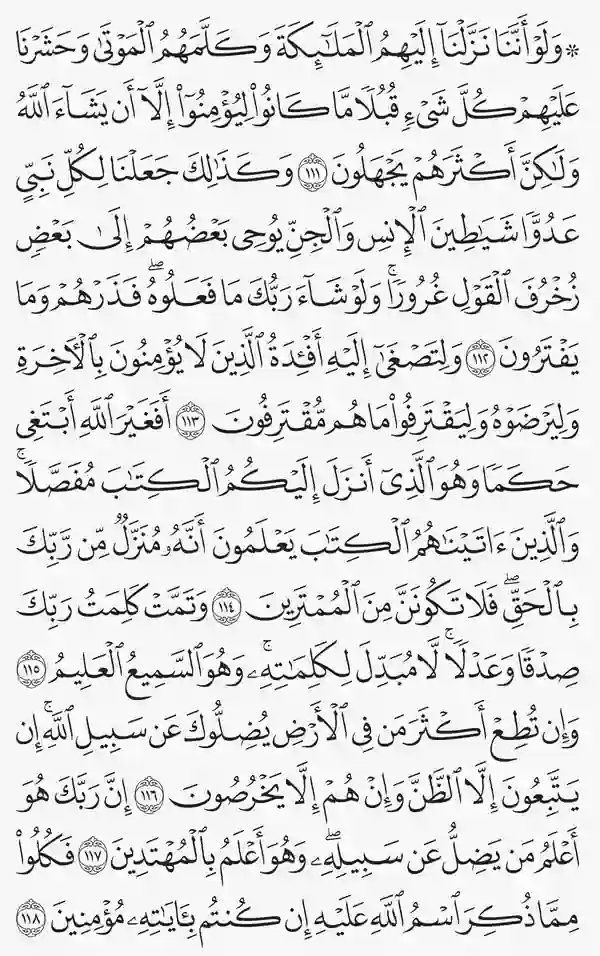 ۞ وَلَوْ أَنَّنَا نَزَّلْنَآ إِلَيْهِمُ ٱلْمَلَٰٓئِكَةَ وَكَلَّمَهُمُ ٱلْمَوْتَىٰ وَحَشَرْنَا
عَلَيْهِمْ كُلَّ شَىْءٍ قُبُلًا مَّا كَانُوا۟ لِيُؤْمِنُوٓا۟ إِلَّآ أَن يَشَآءَ ٱللَّهُ
وَلَٰكِنَّ أَكْثَرَهُمْ يَجْهَلُونَ ١١١ وَكَذَٰلِكَ جَعَلْنَا لِكُلِّ نَبِىٍّ
عَدُوًّا شَيَٰطِينَ ٱلْإِنسِ وَٱلْجِنِّ يُوحِى بَعْضُهُمْ إِلَىٰ بَعْضٍ
زُخْرُفَ ٱلْقَوْلِ غُرُورًا ۚ وَلَوْ شَآءَ رَبُّكَ مَا فَعَلُوهُ ۖ فَذَرْهُمْ وَمَا
يَفْتَرُونَ ١١٢ وَلِتَصْغَىٰٓ إِلَيْهِ أَفْـِٔدَةُ ٱلَّذِينَ لَا يُؤْمِنُونَ بِٱلْـَٔاخِرَةِ
وَلِيَرْضَوْهُ وَلِيَقْتَرِفُوا۟ مَا هُم مُّقْتَرِفُونَ ١١٣ أَفَغَيْرَ ٱللَّهِ أَبْتَغِى
حَكَمًا وَهُوَ ٱلَّذِىٓ أَنزَلَ إِلَيْكُمُ ٱلْكِتَٰبَ مُفَصَّلًا ۚ
وَٱلَّذِينَ ءَاتَيْنَٰهُمُ ٱلْكِتَٰبَ يَعْلَمُونَ أَنَّهُۥ مُنَزَّلٌ مِّن رَّبِّكَ
بِٱلْحَقِّ ۖ فَلَا تَكُونَنَّ مِنَ ٱلْمُمْتَرِينَ ١١٤ وَتَمَّتْ كَلِمَتُ رَبِّكَ
صِدْقًا وَعَدْلًا ۚ لَّا مُبَدِّلَ لِكَلِمَٰتِهِۦ ۚ وَهُوَ ٱلسَّمِيعُ ٱلْعَلِيمُ ١١٥
وَإِن تُطِعْ أَكْثَرَ مَن فِى ٱلْأَرْضِ يُضِلُّوكَ عَن سَبِيلِ ٱللَّهِ ۚ إِن
يَتَّبِعُونَ إِلَّا ٱلظَّنَّ وَإِنْ هُمْ إِلَّا يَخْرُصُونَ ١١٦ إِنَّ رَبَّكَ هُوَ
أَعْلَمُ مَن يَضِلُّ عَن سَبِيلِهِۦ ۖ وَهُوَ أَعْلَمُ بِٱلْمُهْتَدِينَ ١١٧ فَكُلُوا۟
مِمَّا ذُكِرَ ٱسْمُ ٱللَّهِ عَلَيْهِ إِن كُنتُم بِـَٔايَٰتِهِۦ مُؤْمِنِينَ ١١٨